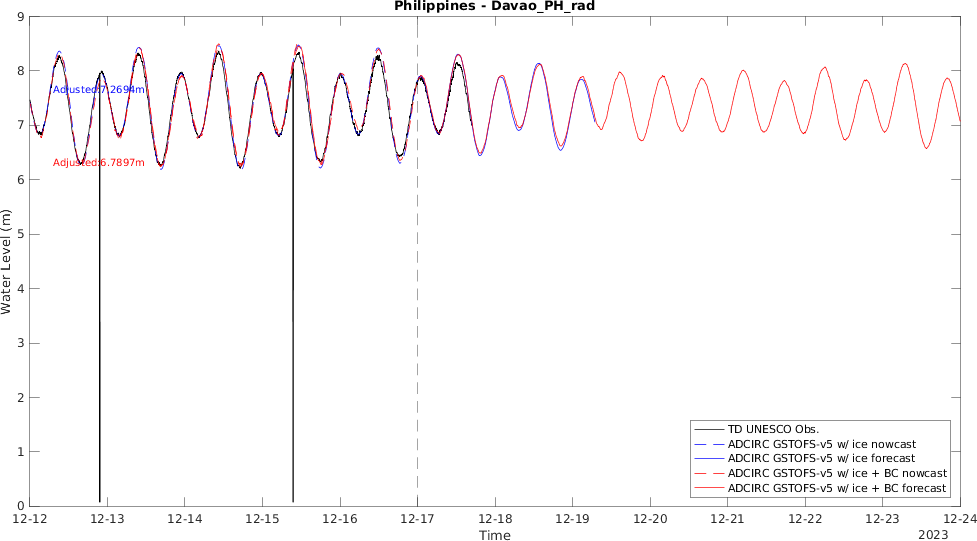 Philippines - Davao_PH_rad
9
8
7
6
5
4
3
2
1
0
Water Level (m)
Adjusted:7.2694m
Adjusted:6.7897m
TD UNESCO Obs.
ADCIRC GSTOFS-v5 w/ ice nowcast
ADCIRC GSTOFS-v5 w/ ice forecast
ADCIRC GSTOFS-v5 w/ ice + BC nowcast
ADCIRC GSTOFS-v5 w/ ice + BC forecast
12-12 12-13 12-14 12-15 12-16 12-17 12-18 12-19 12-20 12-21 12-22 12-23 12-24
Time
2023